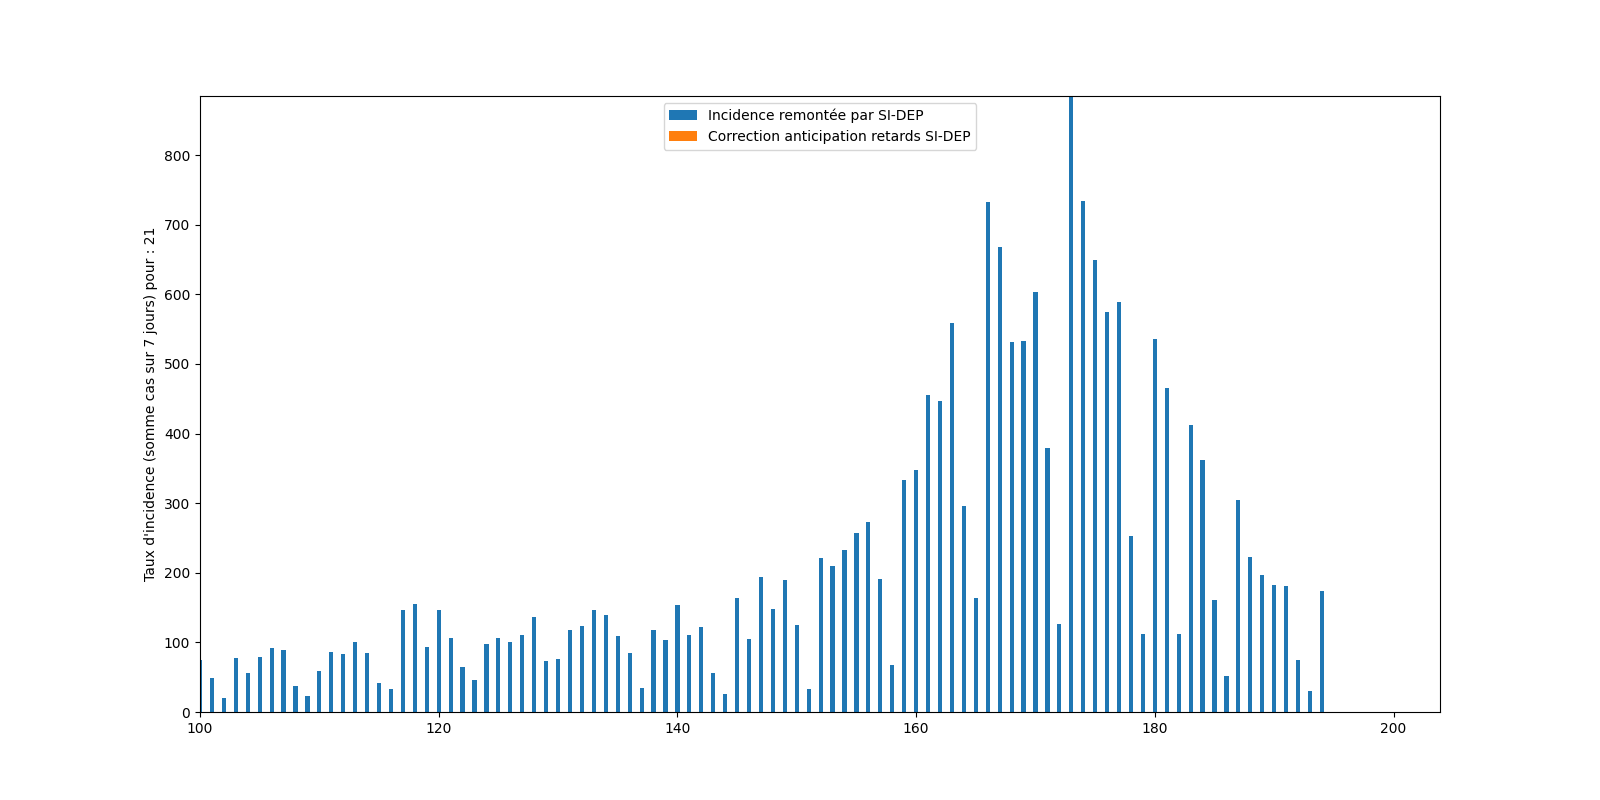 Incidence remontée par SI-DEP
Correction anticipation retards SI-DEP
Taux d'incidence (somme cas sur 7 jours) pour : 21
800
700
600
500
400
300
200
100
0
100 120 140 160 180 200